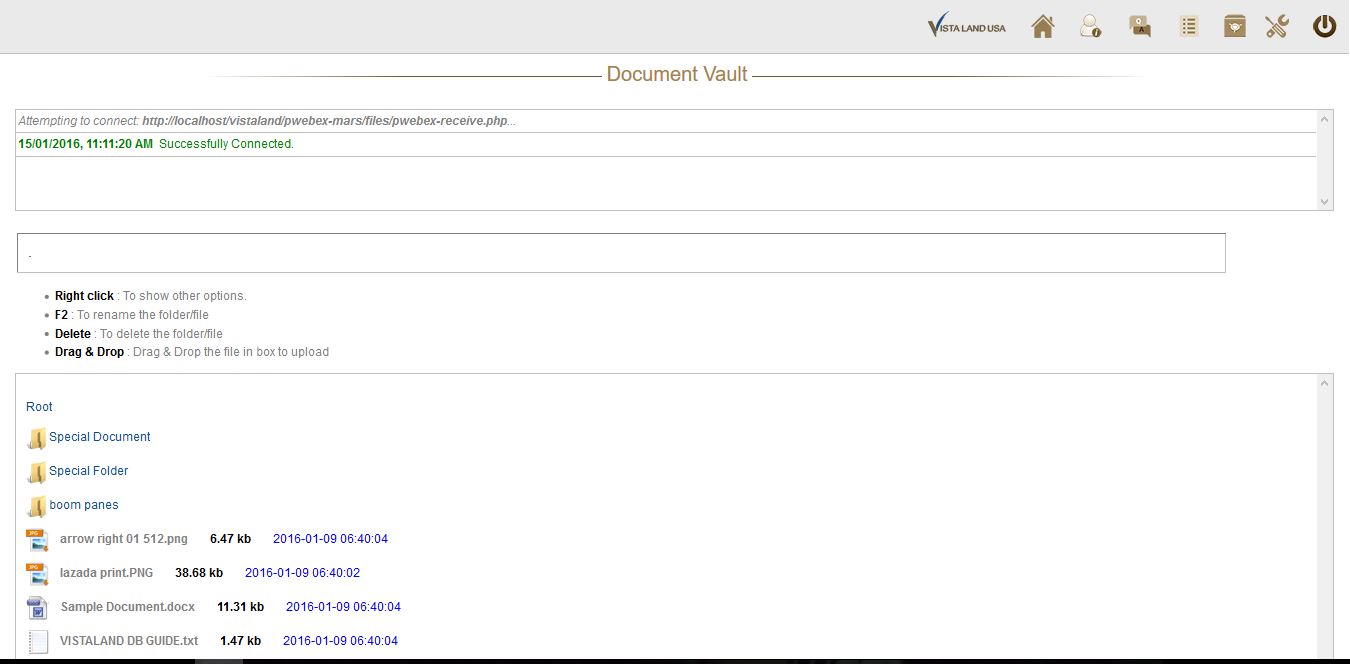 VISTA LAND USA
Q
A
Document Vault
Attempting to connect: http://localhost/vistaland/pwebex-mars/files/pwebex-receive.php...
15/01/2016, 11:11:20 AM Successfully Connected.
.
Right click : To show other options.
F2 : To rename the folder/file
Delete : To delete the folder/file
Drag & Drop : Drag & Drop the file in box to upload
Root
Special Document
Special Folder
boom panes
JPG arrow right 01 512.png 6.47 kb 2016-01-09 06:40:04
JPG lazada print.PNG 38.68 kb 2016-01-09 06:40:02
W Sample Document.docx 11.31 kb 2016-01-09 06:40:04
VISTALAND DB GUIDE.txt 1.47 kb 2016-01-09 06:40:04